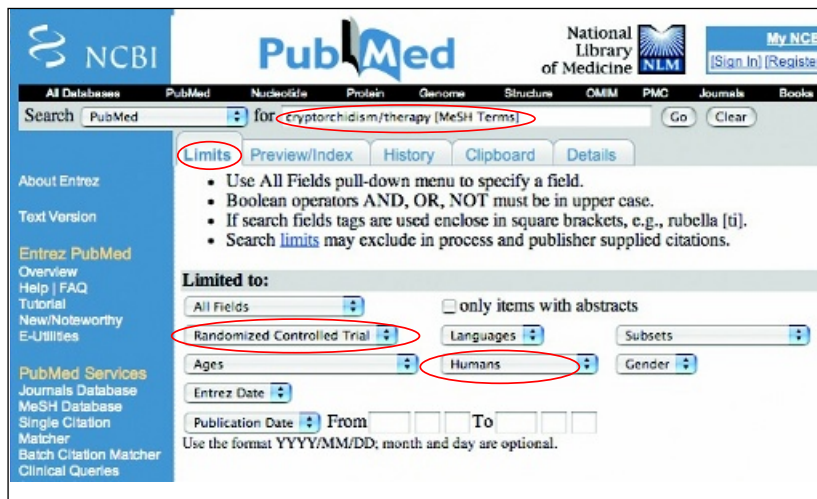 NCBI
PubMed
National
Library
of Medicine
NLM
My NCBI
[Sign In] [Register
All Databases PubMed Nucleotide Protein Genome Structure OMIM PMC Journals Books
Search PubMed for cryptorchidism/therapy [MeSH Terms] Go Clear
Limits Preview/Index History Clipboard Details
About Entrez
Text Version
Entrez PubMed
Overview
Help | FAQ
Tutorial
New/Noteworthy
E-Utilities
PubMed Services
Journals Database
MeSH Database
Single Citation
Matcher
Batch Citation Matcher
Clinical Queries
• Use All Fields pull-down menu to specify a field.
• Boolean operators AND, OR, NOT must be in upper case.
• If search fields tags are used enclose in square brackets, e.g., rubella [ti].
• Search limits may exclude in process and publisher supplied citations.
Limited to:
All Fields only items with abstracts
Randomized Controlled Trial Languages Subsets
Ages Humans Gender
Entrez Date
Publication Date From To
Use the format YYYY/MM/DD; month and day are optional.